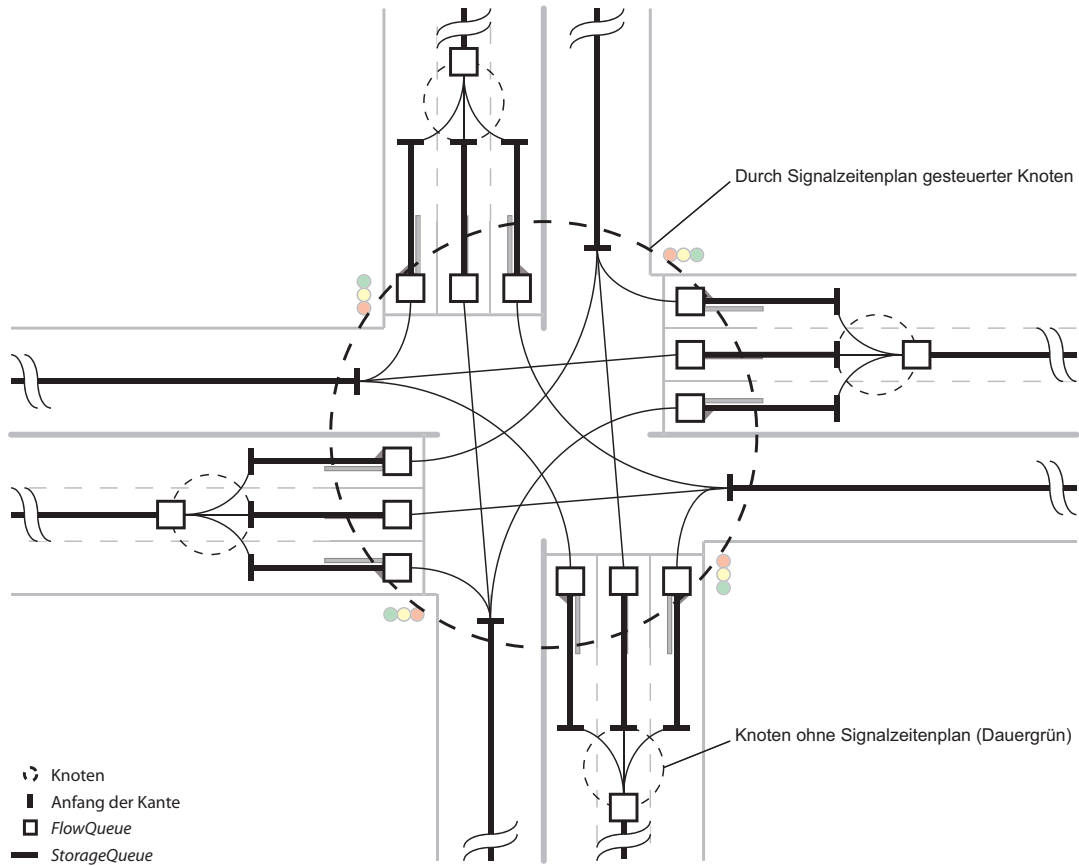 Durch Signalzeitenplan gesteuerter Knoten
Knoten ohne Signalzeitenplan (Dauergrün)
Knoten
Anfang der Kante
FlowQueue
StorageQueue